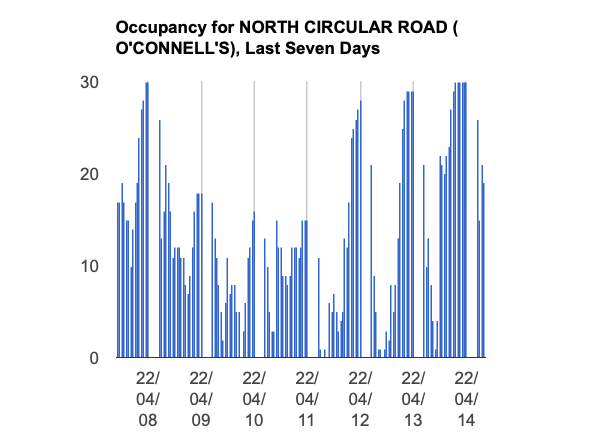 Occupancy for NORTH CIRCULAR ROAD (
O'CONNELL'S), Last Seven Days
30
20
10
0
22/ 22/ 22/ 22/ 22/ 22/ 22/
04/ 04/ 04/ 04/ 04/ 04/ 04/
08 09 10 11 12 13 14